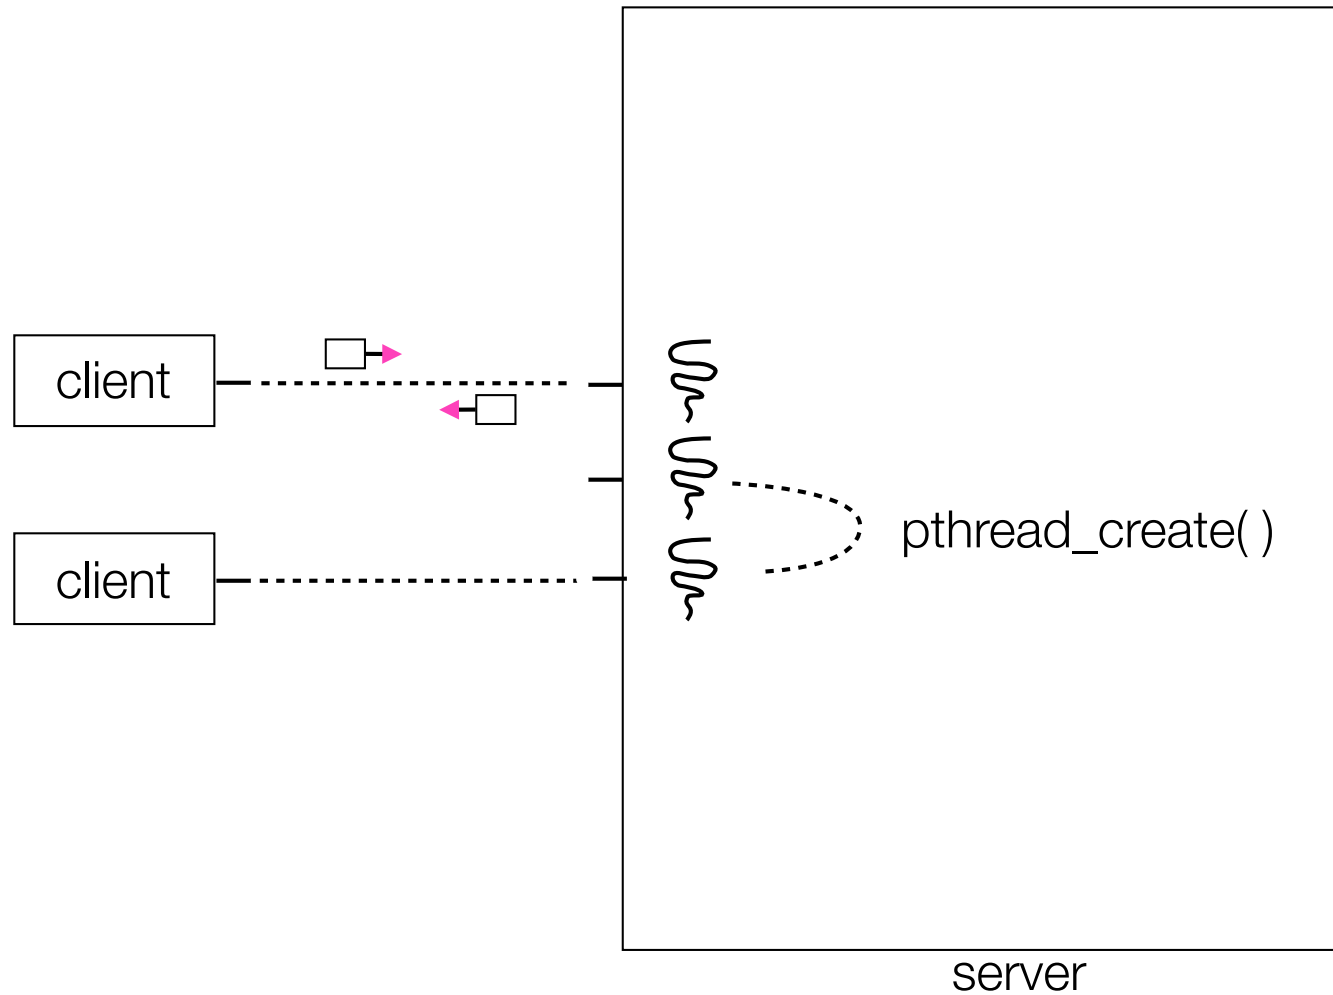 client
client
pthread_create( )
server